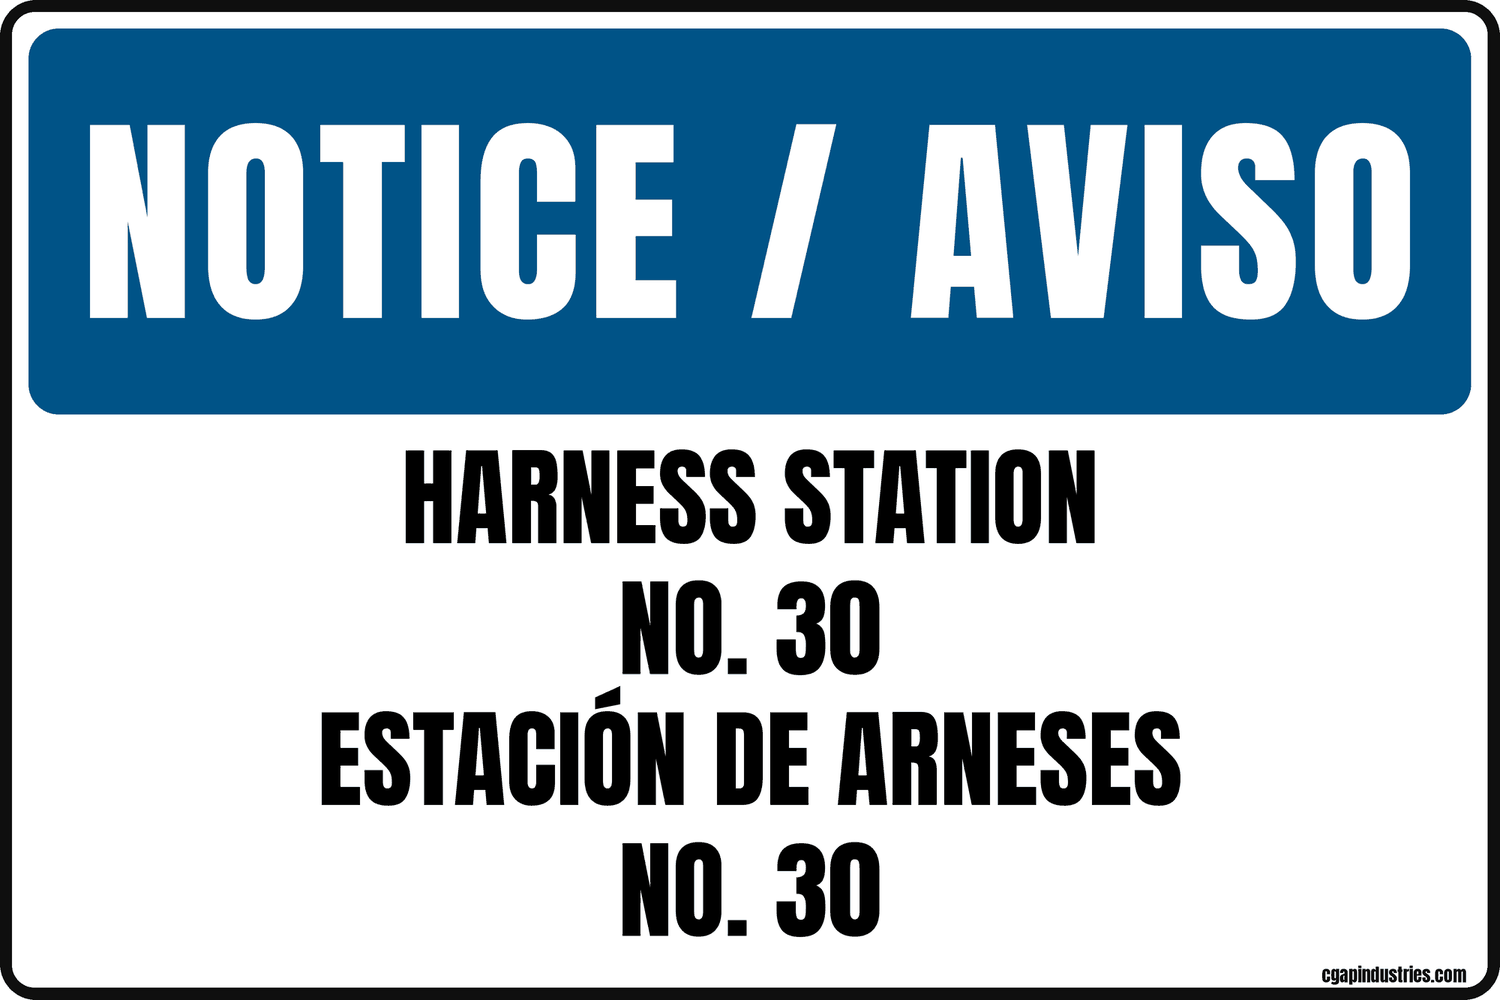 NOTICE / AVISO
HARNESS STATION
NO. 30
ESTACIÓN DE ARNESES
NO. 30
cgapindustries.com